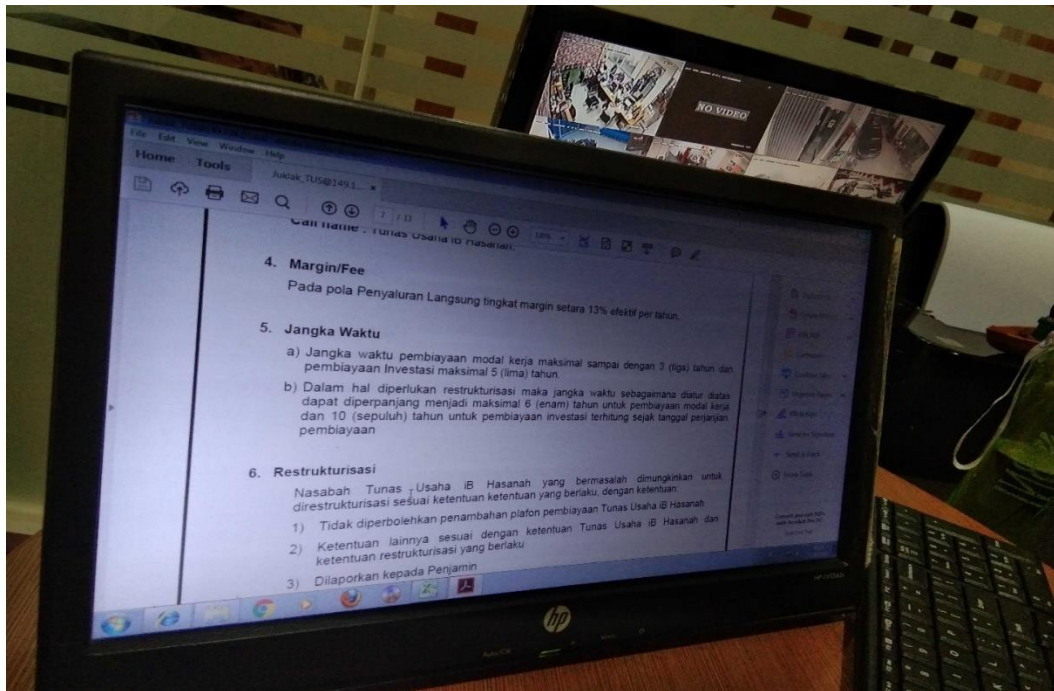 NO VIDEO
File Edit View Window Help
Home Tools
Juklak_TUS@149.1...
7 / 13
Call name : Tunas Usaha iB Hasanah.
4. Margin/Fee
Pada pola Penyaluran Langsung tingkat margin setara 13% efektif per tahun.
5. Jangka Waktu
a) Jangka waktu pembiayaan modal kerja maksimal sampai dengan 3 (tiga) tahun dan
pembiayaan Investasi maksimal 5 (lima) tahun.
b) Dalam hal diperlukan restrukturisasi maka jangka waktu sebagaimana diatur diatas
dapat diperpanjang menjadi maksimal 6 (enam) tahun untuk pembiayaan modal kerja
dan 10 (sepuluh) tahun untuk pembiayaan investasi terhitung sejak tanggal perjanjian
pembiayaan
6. Restrukturisasi
Nasabah Tunas Usaha iB Hasanah yang bermasalah dimungkinkan untuk
direstrukturisasi sesuai ketentuan ketentuan yang berlaku, dengan ketentuan:
1) Tidak diperbolehkan penambahan plafon pembiayaan Tunas Usaha iB Hasanah
2) Ketentuan lainnya sesuai dengan ketentuan Tunas Usaha iB Hasanah dan
ketentuan restrukturisasi yang berlaku
3) Dilaporkan kepada Penjamin
hp